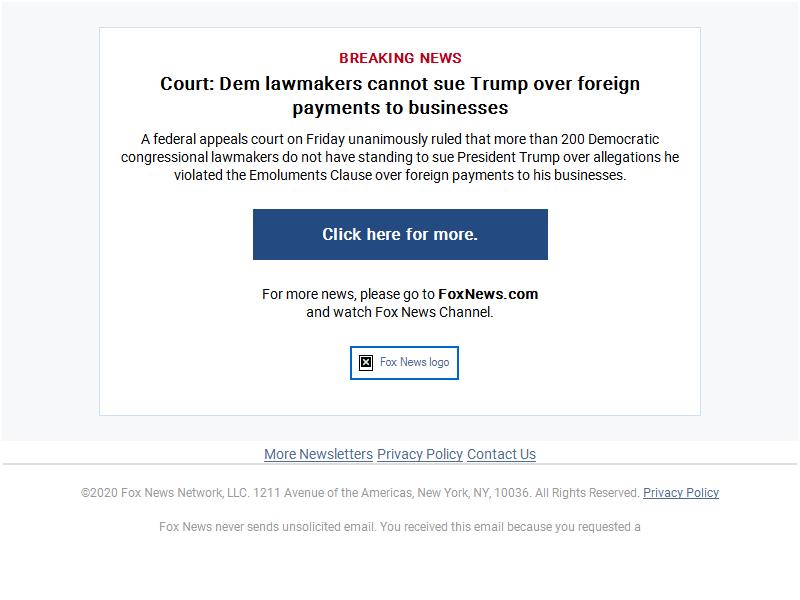 BREAKING NEWS
Court: Dem lawmakers cannot sue Trump over foreign
payments to businesses
A federal appeals court on Friday unanimously ruled that more than 200 Democratic
congressional lawmakers do not have standing to sue President Trump over allegations he
violated the Emoluments Clause over foreign payments to his businesses.
Click here for more.
For more news, please go to FoxNews.com
and watch Fox News Channel.
Fox News logo
More Newsletters Privacy Policy Contact Us
©2020 Fox News Network, LLC. 1211 Avenue of the Americas, New York, NY, 10036. All Rights Reserved. Privacy Policy
Fox News never sends unsolicited email. You received this email because you requested a